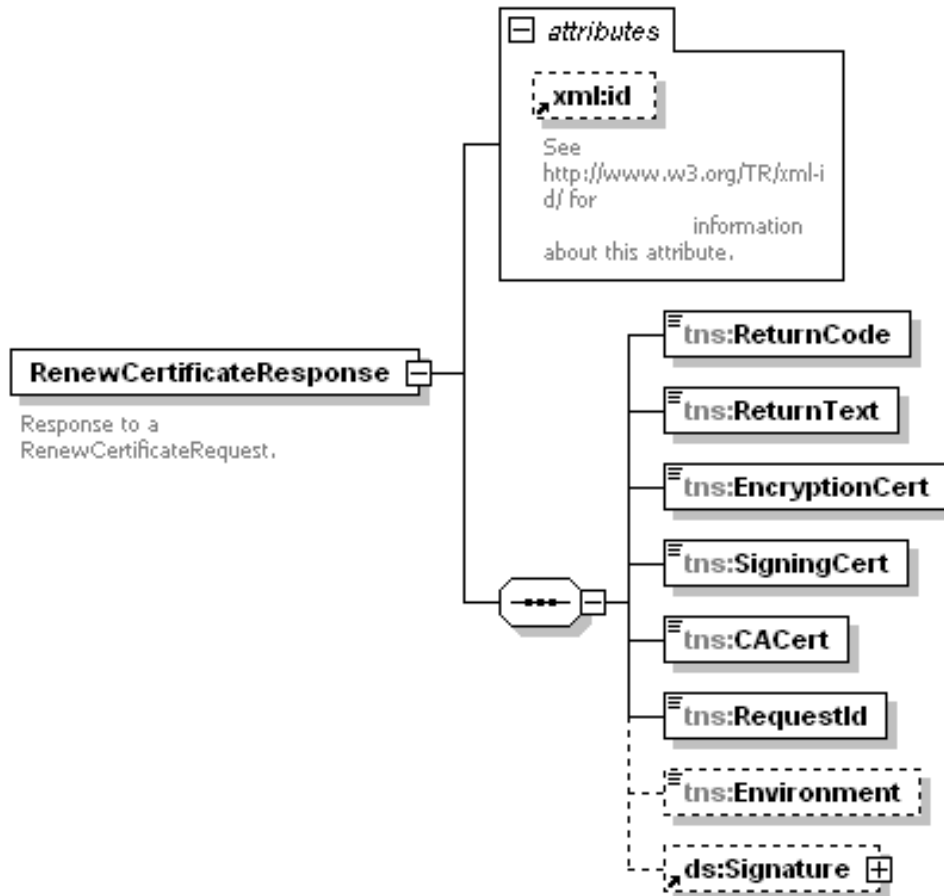 attributes
xml:id
See
http://www.w3.org/TR/xml-i
d/ for
information
about this attribute.
RenewCertificateResponse
Response to a
RenewCertificateRequest.
tns:ReturnCode
tns:ReturnText
tns:EncryptionCert
tns:SigningCert
tns:CACert
tns:RequestId
tns:Environment
ds:Signature